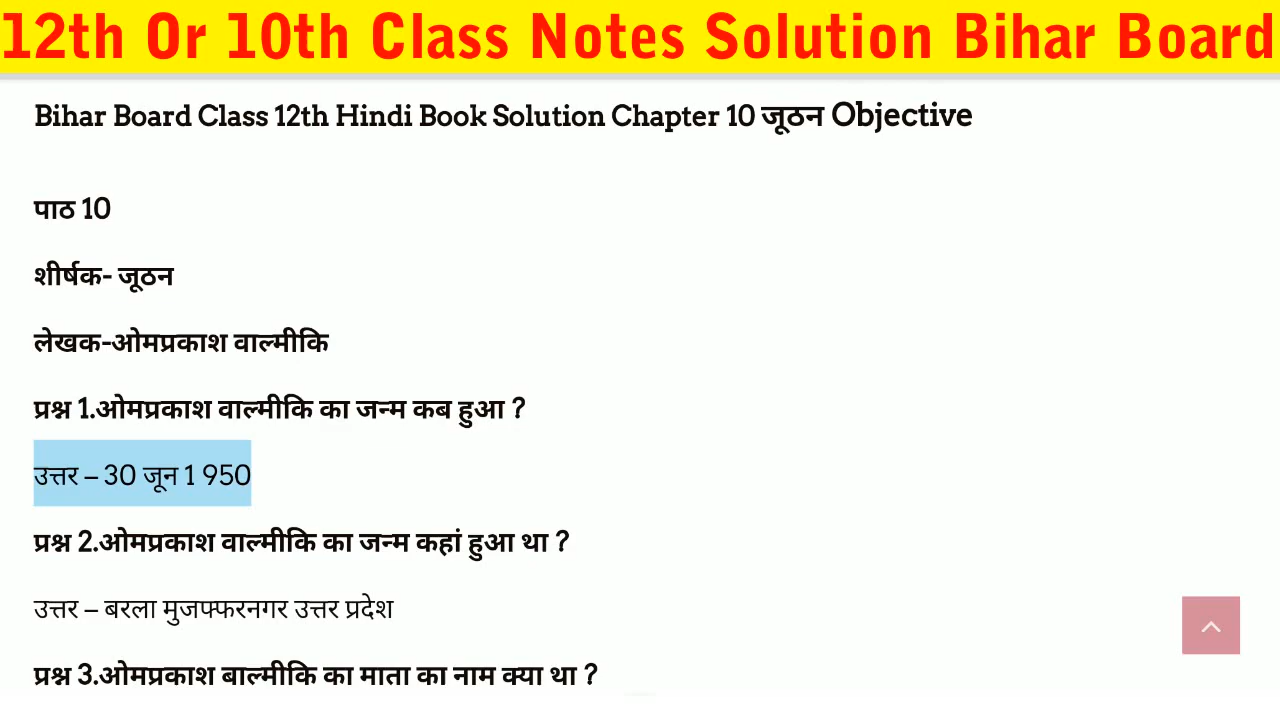 12th Or 10th Class Notes Solution Bihar Board
Bihar Board Class 12th Hindi Book Solution Chapter 10 जूठन Objective
पाठ 10
शीर्षक- जूठन
लेखक-ओमप्रकाश वाल्मीकि
प्रश्न 1.ओमप्रकाश वाल्मीकि का जन्म कब हुआ ?
उत्तर – 30 जून 1 950
प्रश्न 2.ओमप्रकाश वाल्मीकि का जन्म कहां हुआ था ?
उत्तर – बरला मुजफ्फरनगर उत्तर प्रदेश
प्रश्न 3.ओमप्रकाश बाल्मीकि का माता का नाम क्या था ?